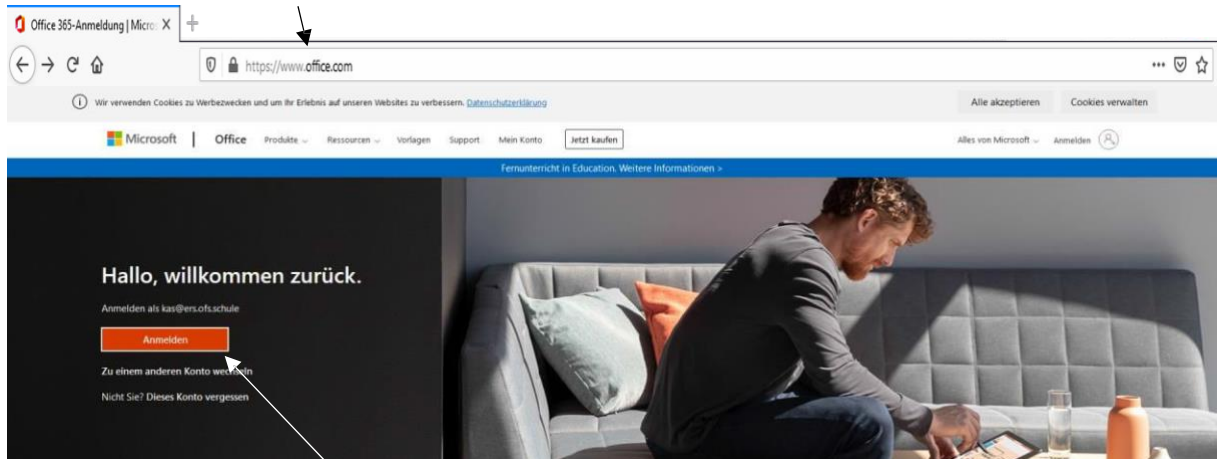 Office 365-Anmeldung | Micro
https://www.office.com
Wir verwenden Cookies zu Werbezwecken und um Ihr Erlebnis auf unseren Websites zu verbessern. Datenschutzerklärung Alle akzeptieren Cookies verwalten
Microsoft | Office Produkte Ressourcen Vorlagen Support Mein Konto Jetzt kaufen Alles von Microsoft Anmelden
Fernunterricht in Education. Weitere Informationen >
Hallo, willkommen zurück.
Anmelden als kas@ers.ofs.schule
Anmelden
Zu einem anderen Konto wechseln
Nicht Sie? Dieses Konto vergessen